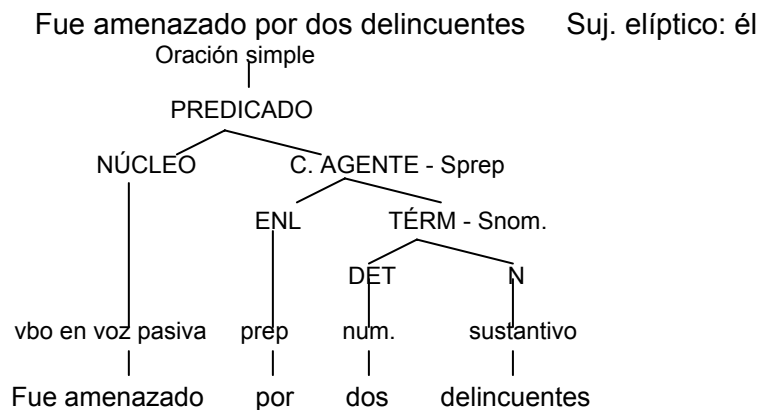 Fue amenazado por dos delincuentes Suj. elíptico: él
Oración simple
PREDICADO
NÚCLEO C. AGENTE - Sprep
ENL TÉRM - Snom.
DET N
vbo en voz pasiva prep num. sustantivo
Fue amenazado por dos delincuentes